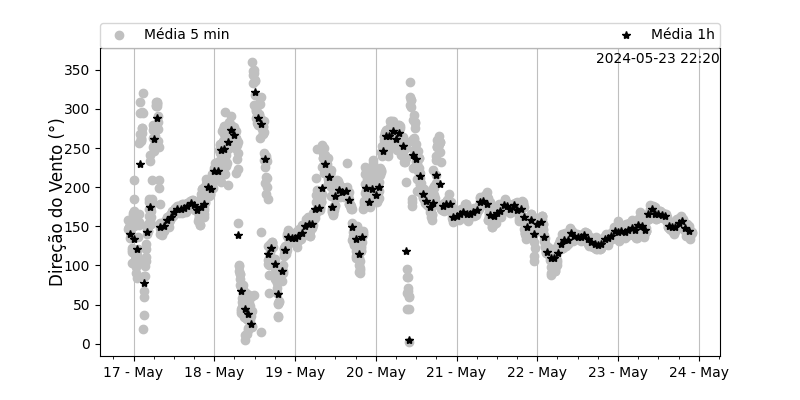 Média 5 min
Média 1h
2024-05-23 22:20
Direção do Vento (°)
350
300
250
200
150
100
50
0
17 - May
18 - May
19 - May
20 - May
21 - May
22 - May
23 - May
24 - May